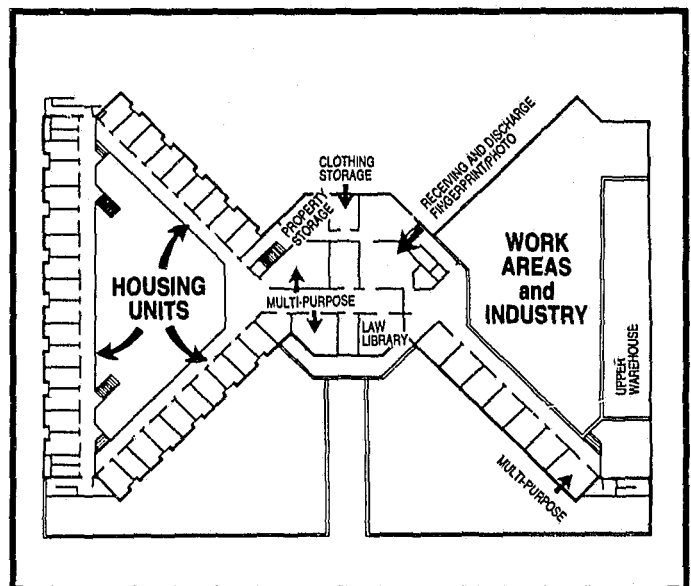 CLOTHING
STORAGE
RECEIVING AND DISCHARGE
FINGERPRINT/PHOTO
PROPERTY
STORAGE
WORK
AREAS
and
INDUSTRY
HOUSING
UNITS
MULTI-PURPOSE
LAW
LIBRARY
UPPER
WAREHOUSE
MULTI-PURPOSE